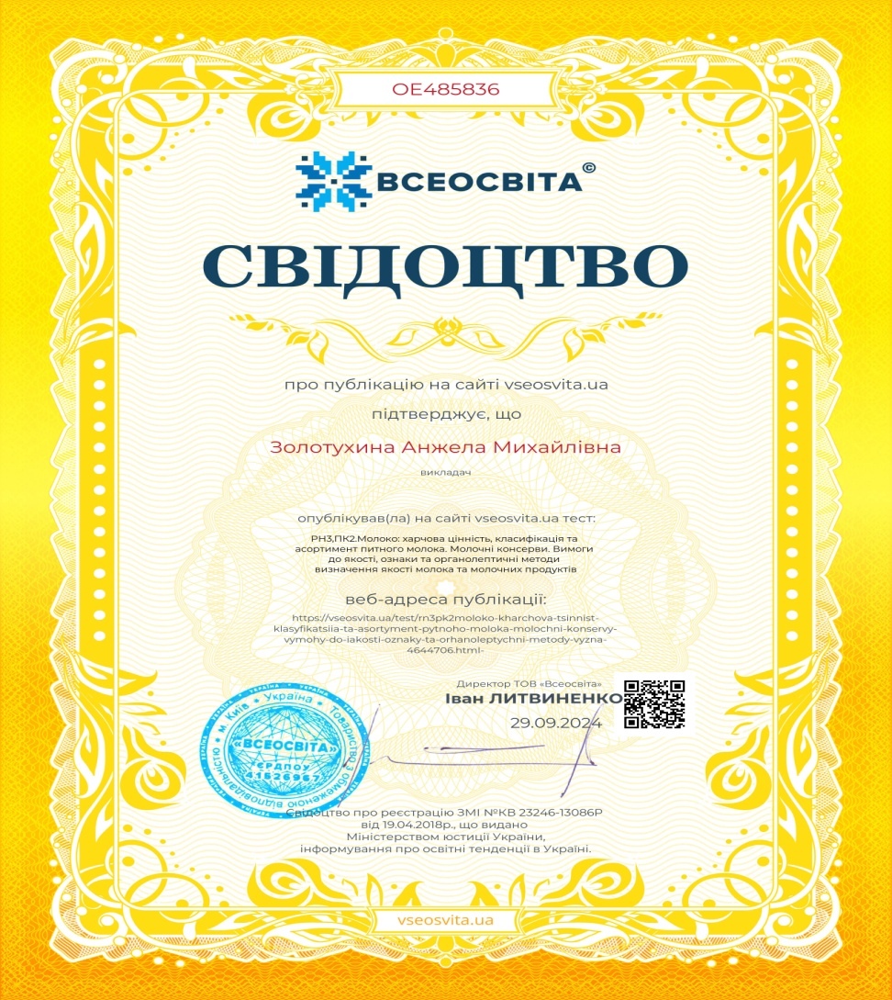 ОЕ485836
ВСЕОСВІТА©
СВІДОЦТВО
про публікацію на сайті vseosvita.ua
підтверджує, що
Золотухина Анжела Михайлівна
викладач
опублікував(ла) на сайті vseosvita.ua тест:
РН3,ПК2.Молоко: харчова цінність, класифікація та
асортимент питного молока. Молочні консерви. Вимоги
до якості, ознаки та органолептичні методи
визначення якості молока та молочних продуктів
веб-адреса публікації:
https://vseosvita.ua/test/rn3pk2moloko-kharchova-tsinnist-
klasyfikatsiia-ta-asortyment-pytnoho-moloka-molochni-konservy-
vymohy-do-iakosti-oznaky-ta-orhanoleptychni-metody-vyzna-
4644706.html-
Директор ТОВ «Всеосвіта»
Іван ЛИТВИНЕНКО
29.09.2024
УКРАЇНА * УКРАЇНА * УКРАЇНА
м. Київ * Україна * Товариство з обмеженою відповідальністю *
«ВСЕОСВІТА»
ЄРДПОУ
41526967
Свідоцтво про реєстрацію ЗМІ №КВ 23246-13086Р
від 19.04.2018р., що видано
Міністерством юстиції України,
інформування про освітні тенденції в Україні.
vseosvita.ua